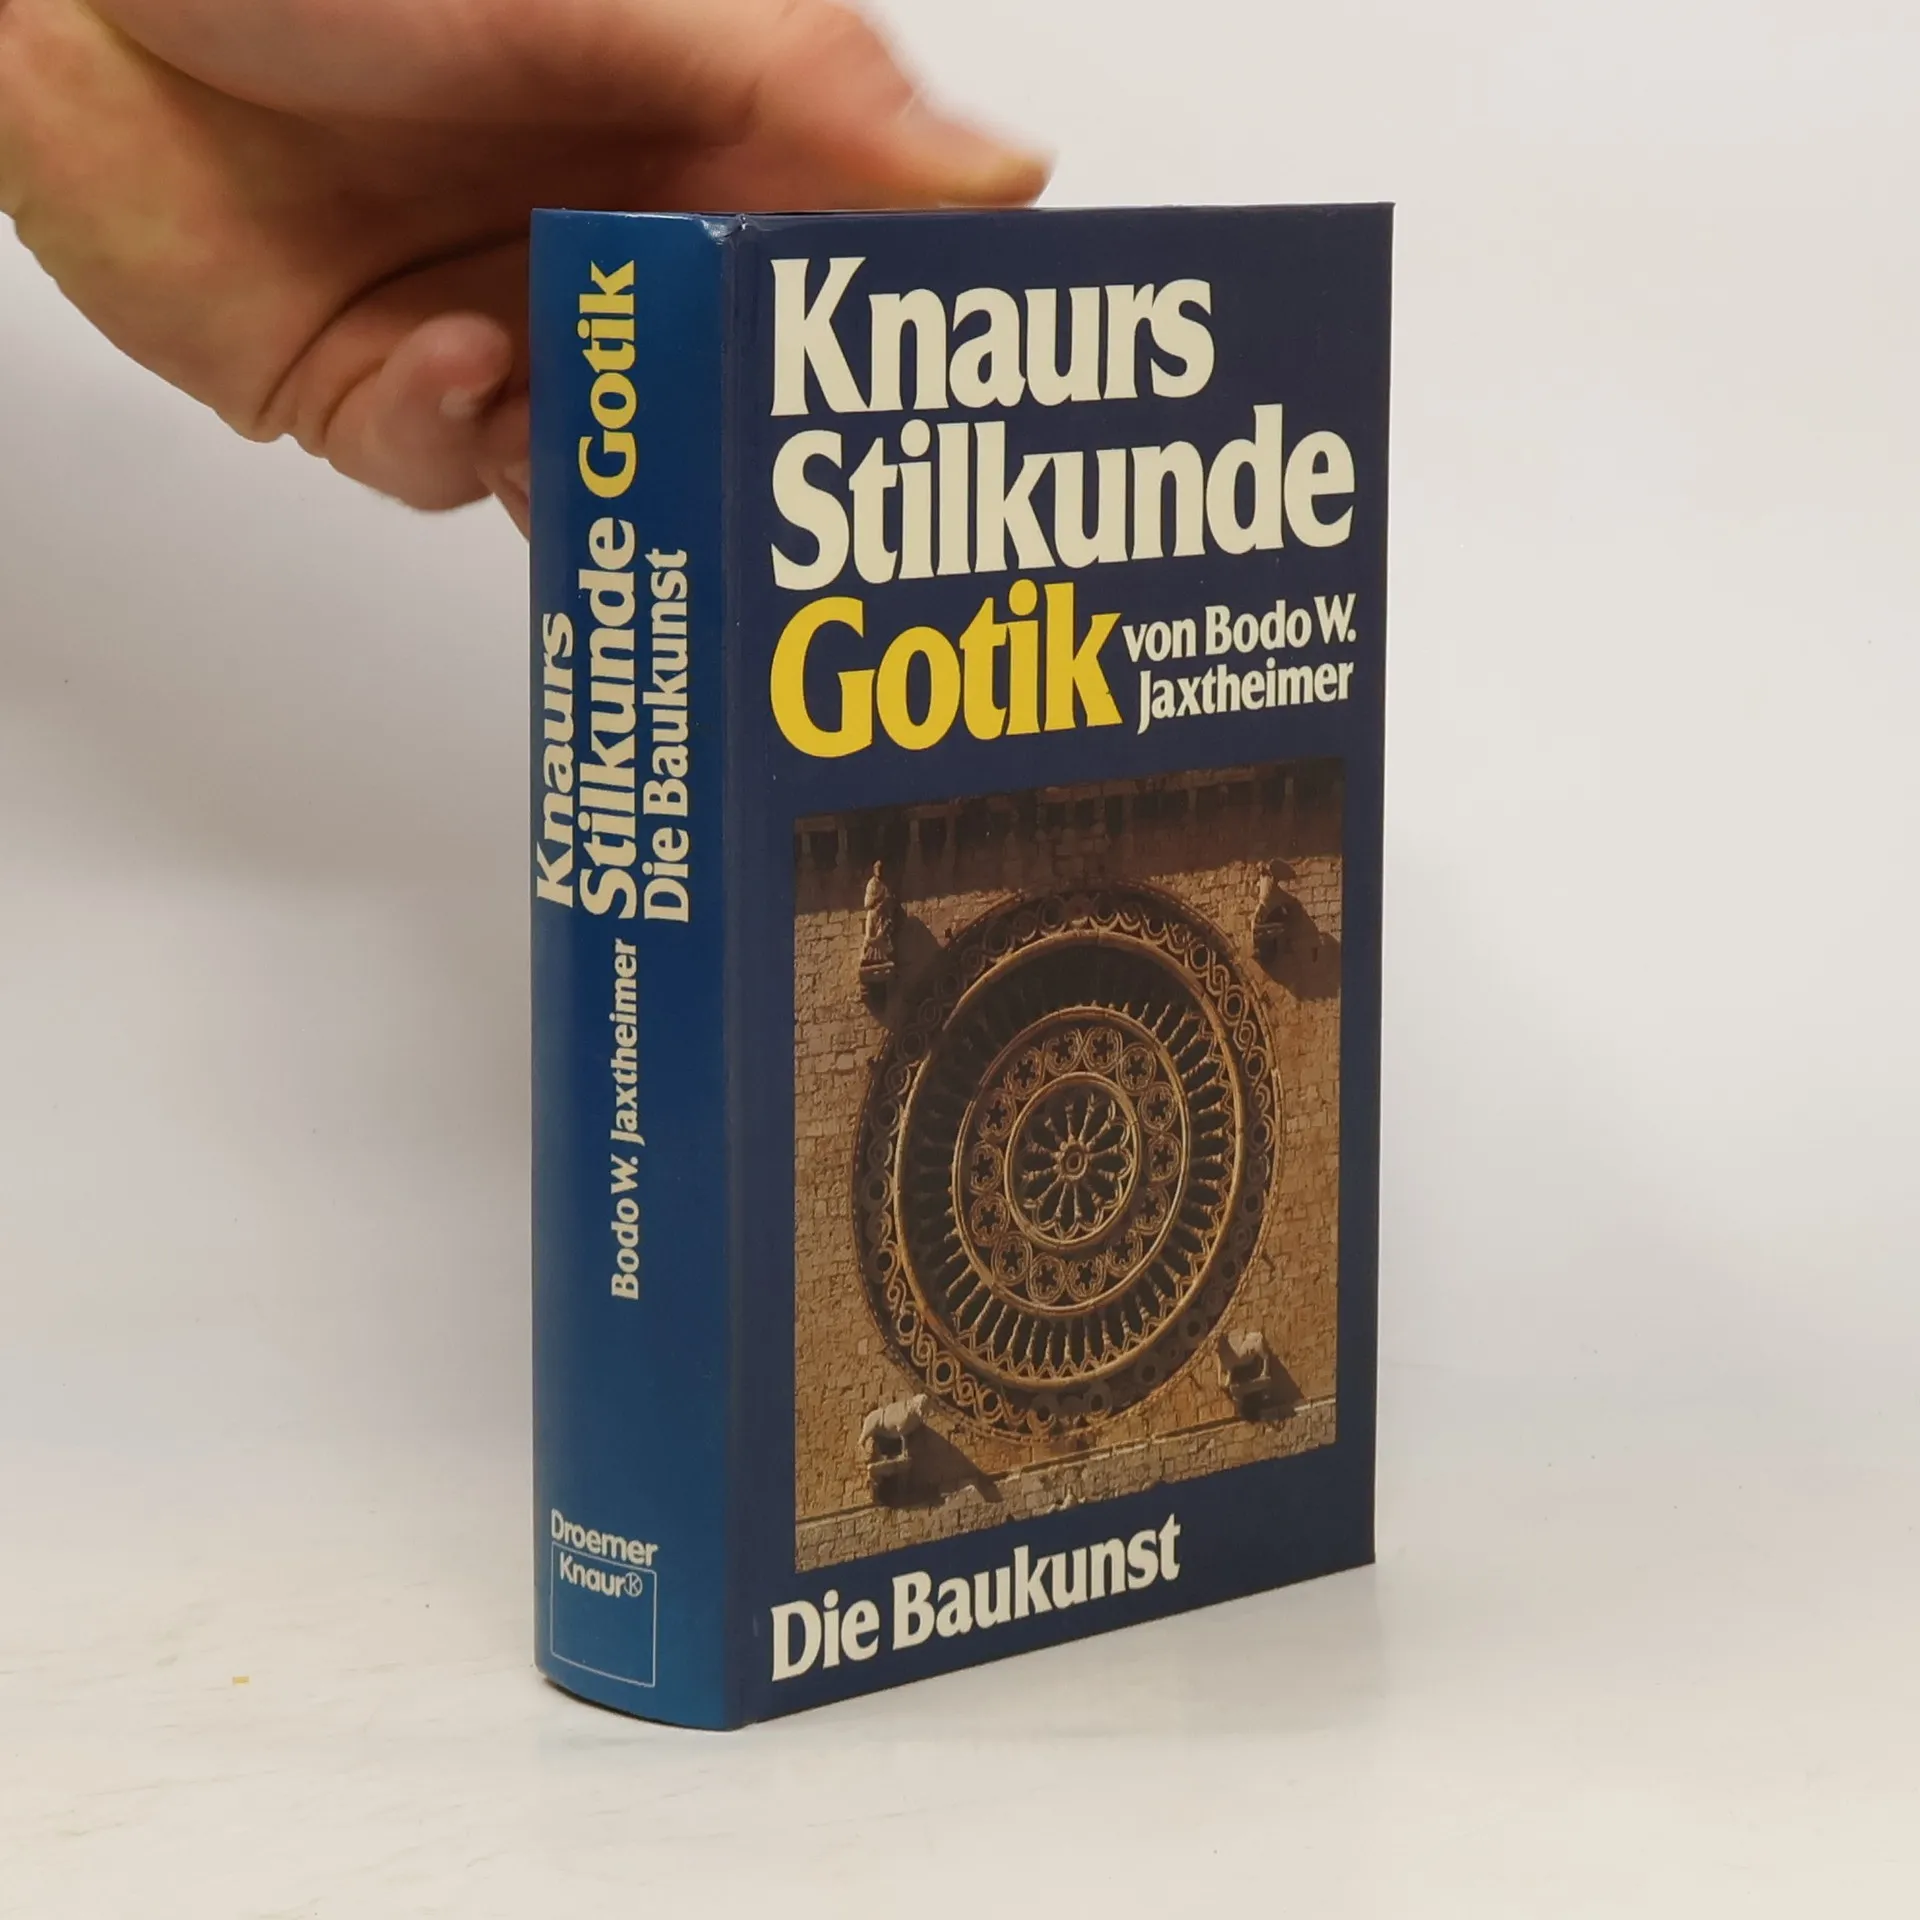 Knaurs
Stilkunde Gotik
Die Baukunst
Bodo W. Jaxtheimer
Droemer
Knaur
Knaurs
Stilkunde
Gotik
von Bodo W.
Jaxtheimer
Die Baukunst